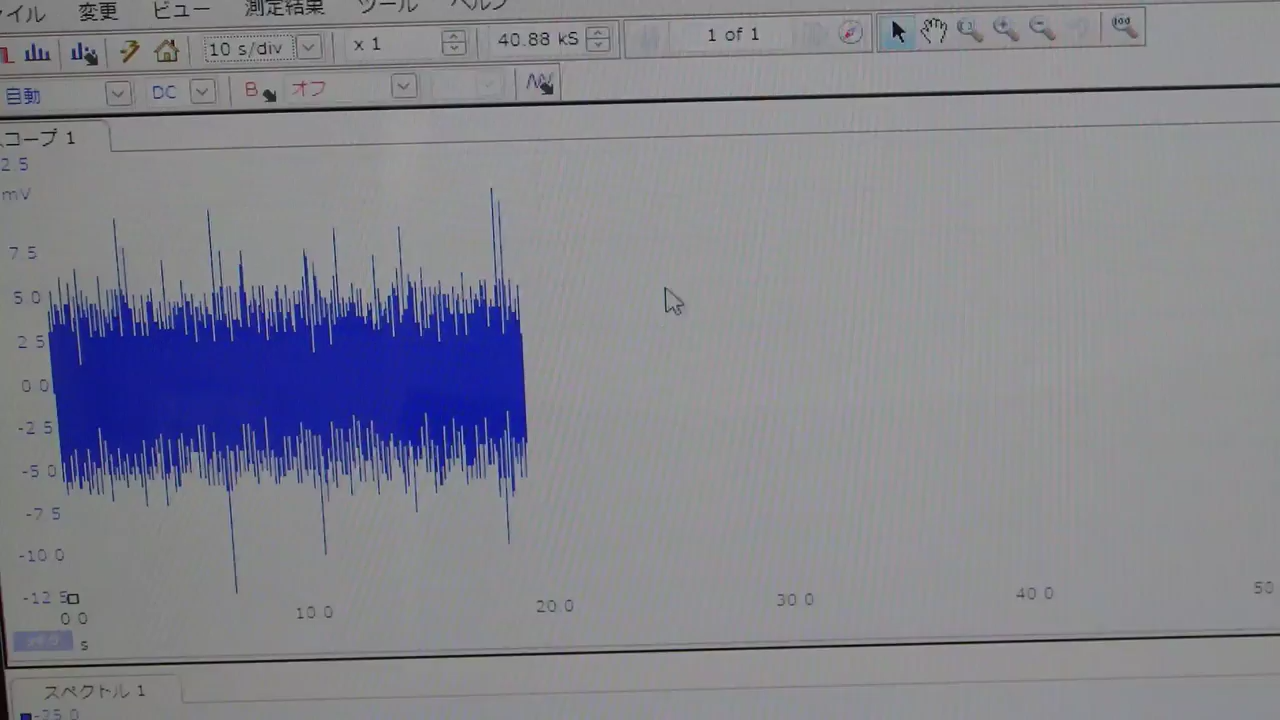 イル 変更 ビュー 測定結果 ツール ヘルプ
10 s/div x 1 40.88 kS 1 of 1 100
自動 DC B オフ
コープ 1
2.5
mV
7.5
5.0
2.5
0.0
-2.5
-5.0
-7.5
-10.0
-12.5
0.0 10.0 20.0 30.0 40.0 50
s
スペクトル 1
-25.0